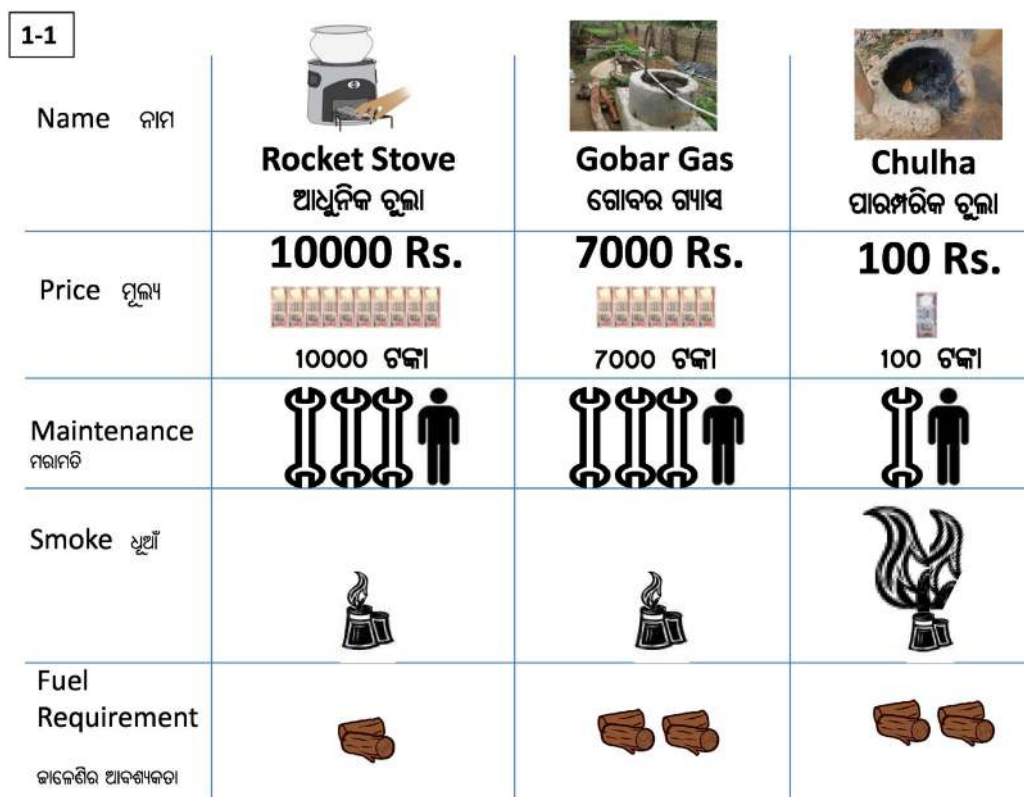 1-1
Name ନାମ
Rocket Stove
ଆଧୁନିକ ଚୁଲା
Gobar Gas
ଗୋବର ଗ୍ୟାସ
Chulha
ପାରମ୍ପରିକ ଚୁଲା
Price ମୂଲ୍ୟ
10000 Rs.
10000 ଟଙ୍କା
7000 Rs.
7000 ଟଙ୍କା
100 Rs.
100 ଟଙ୍କା
Maintenance
ମରାମତି
Smoke ଧୂଆଁ
Fuel
Requirement
ଜାଳେଣିର ଆବଶ୍ୟକତା